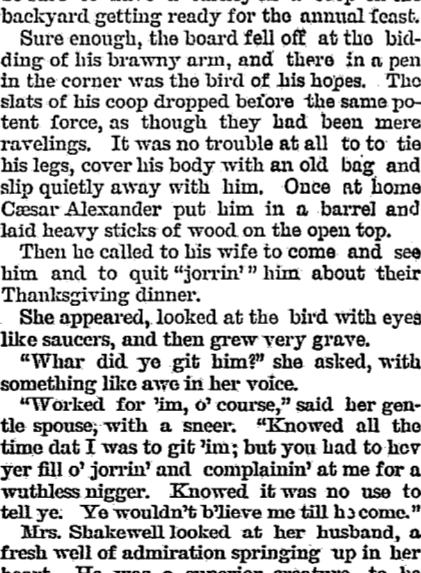 backyard getting ready for the annual feast.
Sure enough, the board fell off at the bid-
ding of his brawny arm, and there in a pen
in the corner was the bird of his hopes. The
slats of his coop dropped before the same po-
tent force, as though they had been mere
ravelings. It was no trouble at all to to tie
his legs, cover his body with an old bag and
slip quietly away with him. Once at home
Cæsar Alexander put him in a barrel and
laid heavy sticks of wood on the open top.
Then he called to his wife to come and see
him and to quit "jorrin'" him about their
Thanksgiving dinner.
She appeared, looked at the bird with eyes
like saucers, and then grew very grave.
"Whar did ye git him?" she asked, with
something like awe in her voice.
"Worked for 'im, o' course," said her gen-
tle spouse, with a sneer. "Knowed all the
time dat I was to git 'im; but you had to hev
yer fill o' jorrin' and complainin' at me for a
wuthless nigger. Knowed it was no use to
tell ye. Ye wouldn't b'lieve me till he come."
Mrs. Shakewell looked at her husband, a
fresh well of admiration springing up in her
heart. He was a superior creature, to be